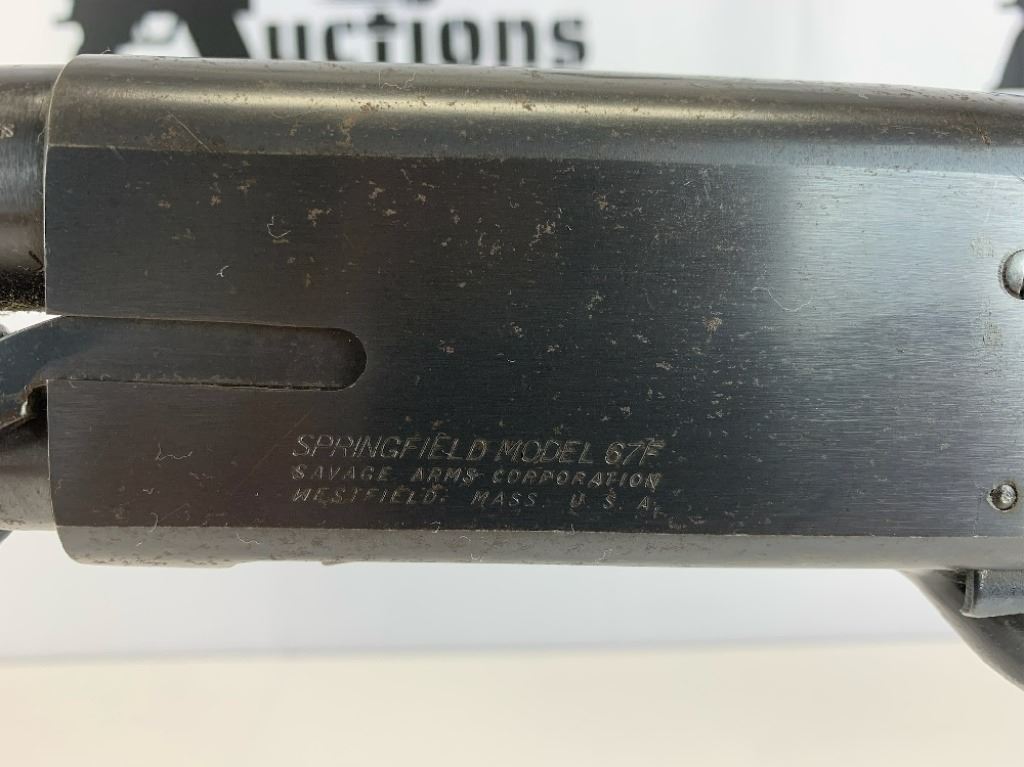 uctions
SPRINGFIELD MODEL 67F
SAVAGE ARMS CORPORATION
WESTFIELD, MASS. U. S. A.